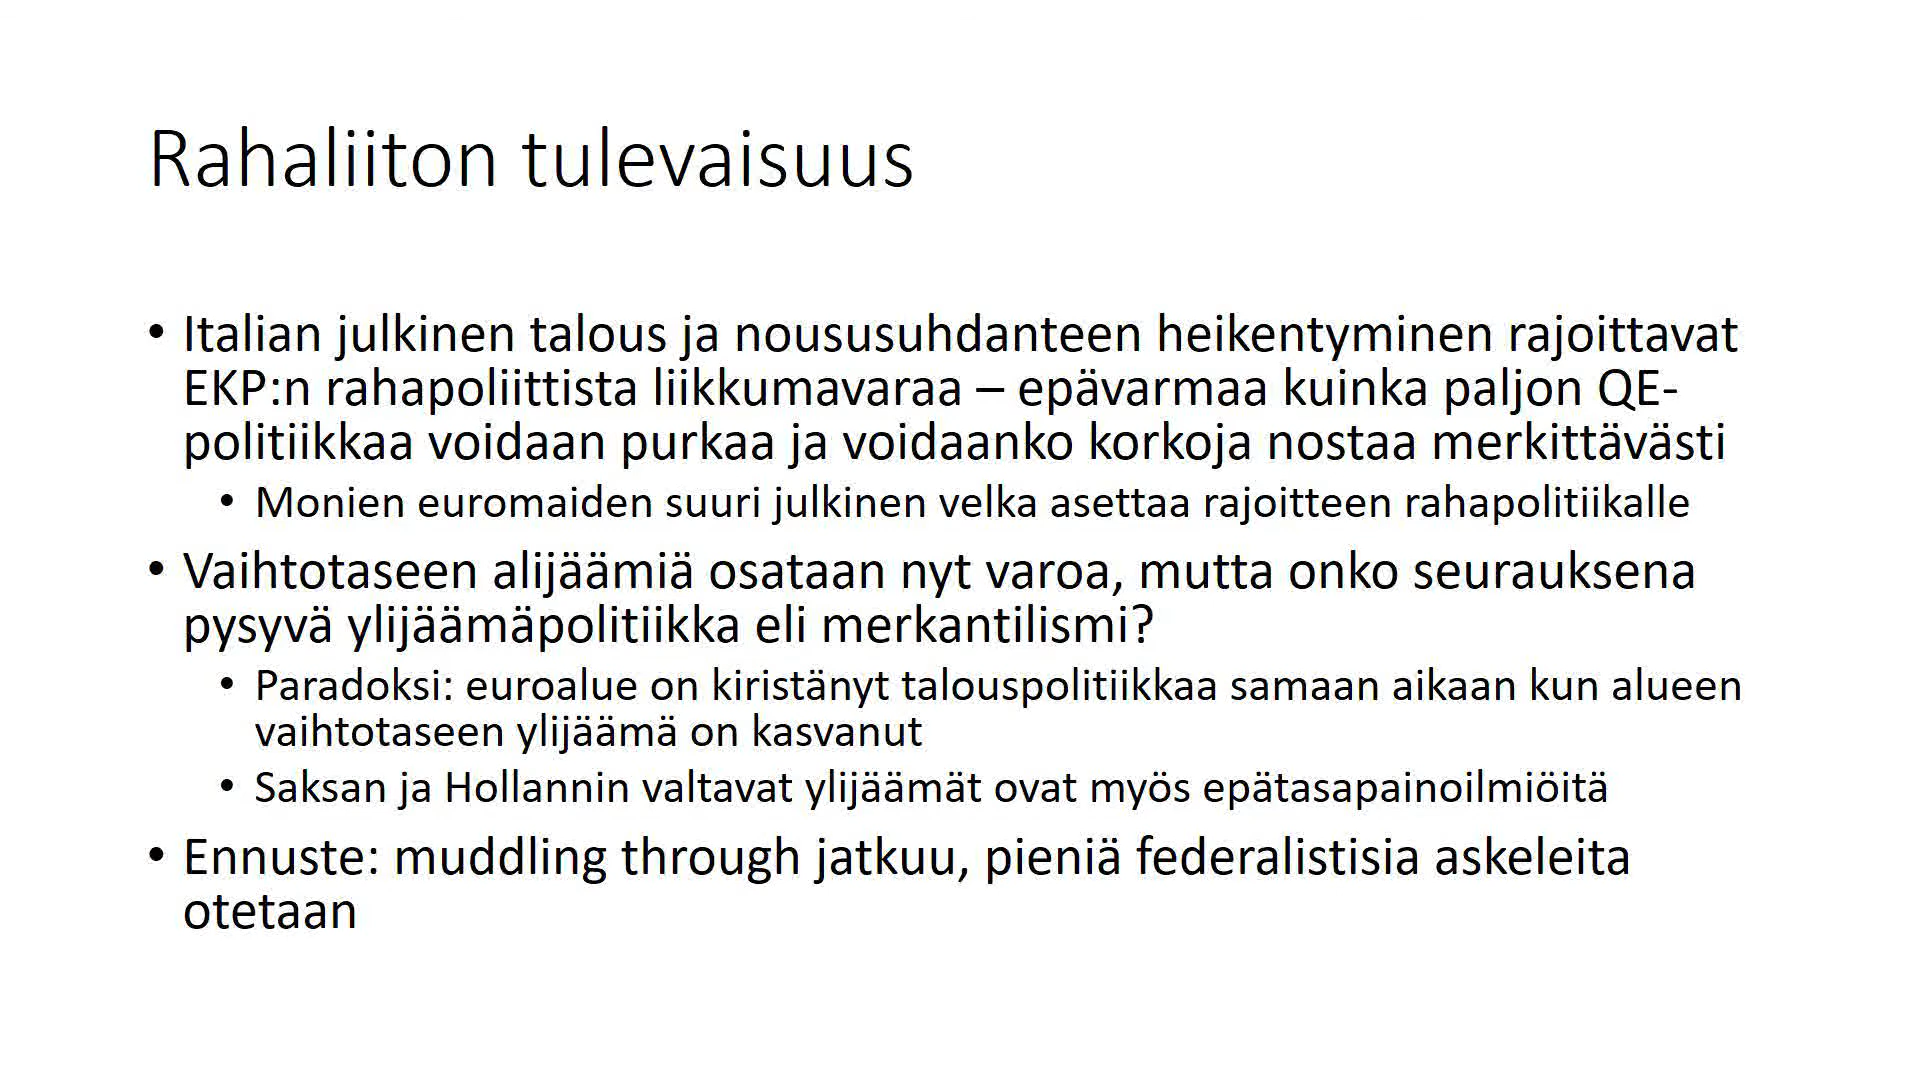 Rahaliiton tulevaisuus
• Italian julkinen talous ja noususuhdanteen heikentyminen rajoittavat
EKP:n rahapoliittista liikkumavaraa – epävarmaa kuinka paljon QE-
politiikkaa voidaan purkaa ja voidaanko korkoja nostaa merkittävästi
• Monien euromaiden suuri julkinen velka asettaa rajoitteen rahapolitiikalle
• Vaihtotaseen alijäämiä osataan nyt varoa, mutta onko seurauksena
pysyvä ylijäämäpolitiikka eli merkantilismi?
• Paradoksi: euroalue on kiristänyt talouspolitiikkaa samaan aikaan kun alueen
vaihtotaseen ylijäämä on kasvanut
• Saksan ja Hollannin valtavat ylijäämät ovat myös epätasapainoilmiöitä
• Ennuste: muddling through jatkuu, pieniä federalistisia askeleita
otetaan